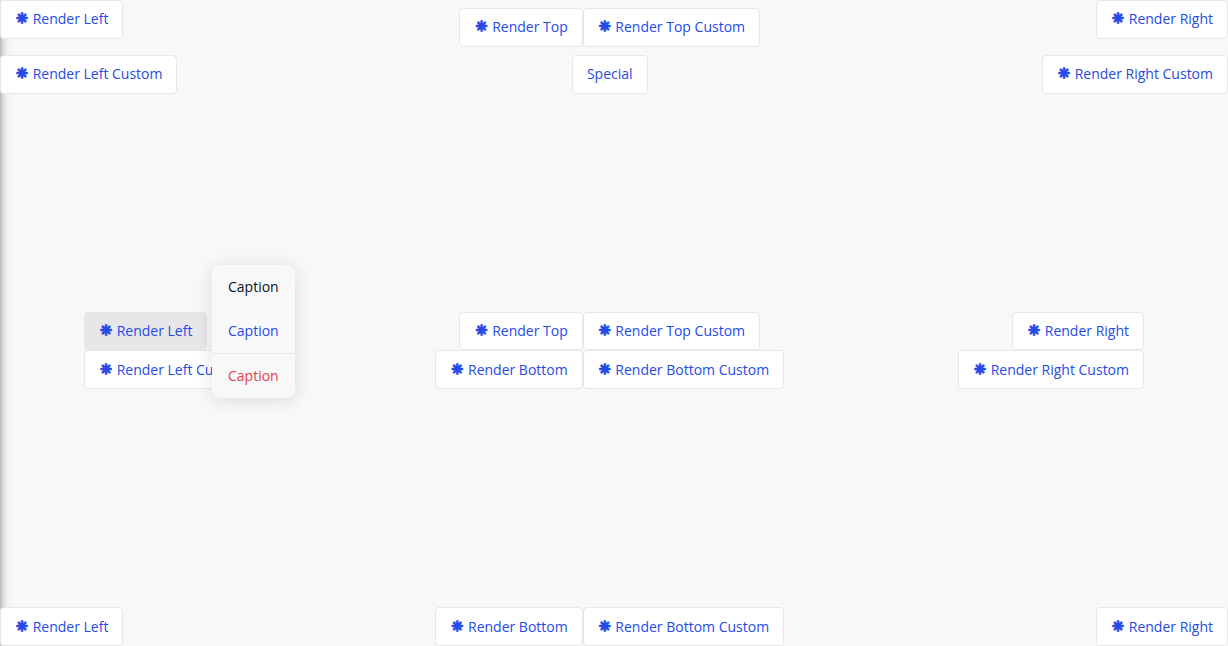 Render Left
Render Top
Render Top Custom
Render Right
Render Left Custom
Special
Render Right Custom
Caption
Render Left
Caption
Render Top
Render Top Custom
Render Right
Render Left Cu
Caption
Render Bottom
Render Bottom Custom
Render Right Custom
Render Left
Render Bottom
Render Bottom Custom
Render Right